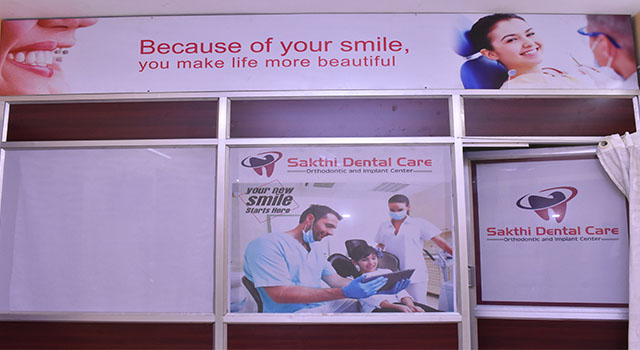 Because of your smile,
you make life more beautiful
Sakthi Dental Care
Orthodontic and Implant Center
your new
smile
Starts Here
Sakthi Dental Care
Orthodontic and Implant Center